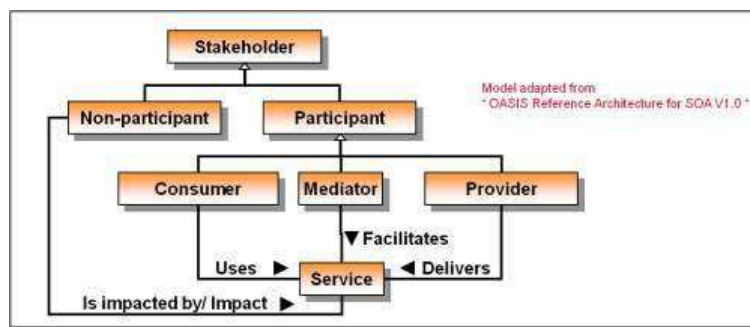 Stakeholder
Model adapted from
" OASIS Reference Architecture for SOA V1.0 "
Non-participant
Participant
Consumer
Mediator
Provider
▼ Facilitates
Uses ►
Service
◄ Delivers
Is impacted by/ Impact ►